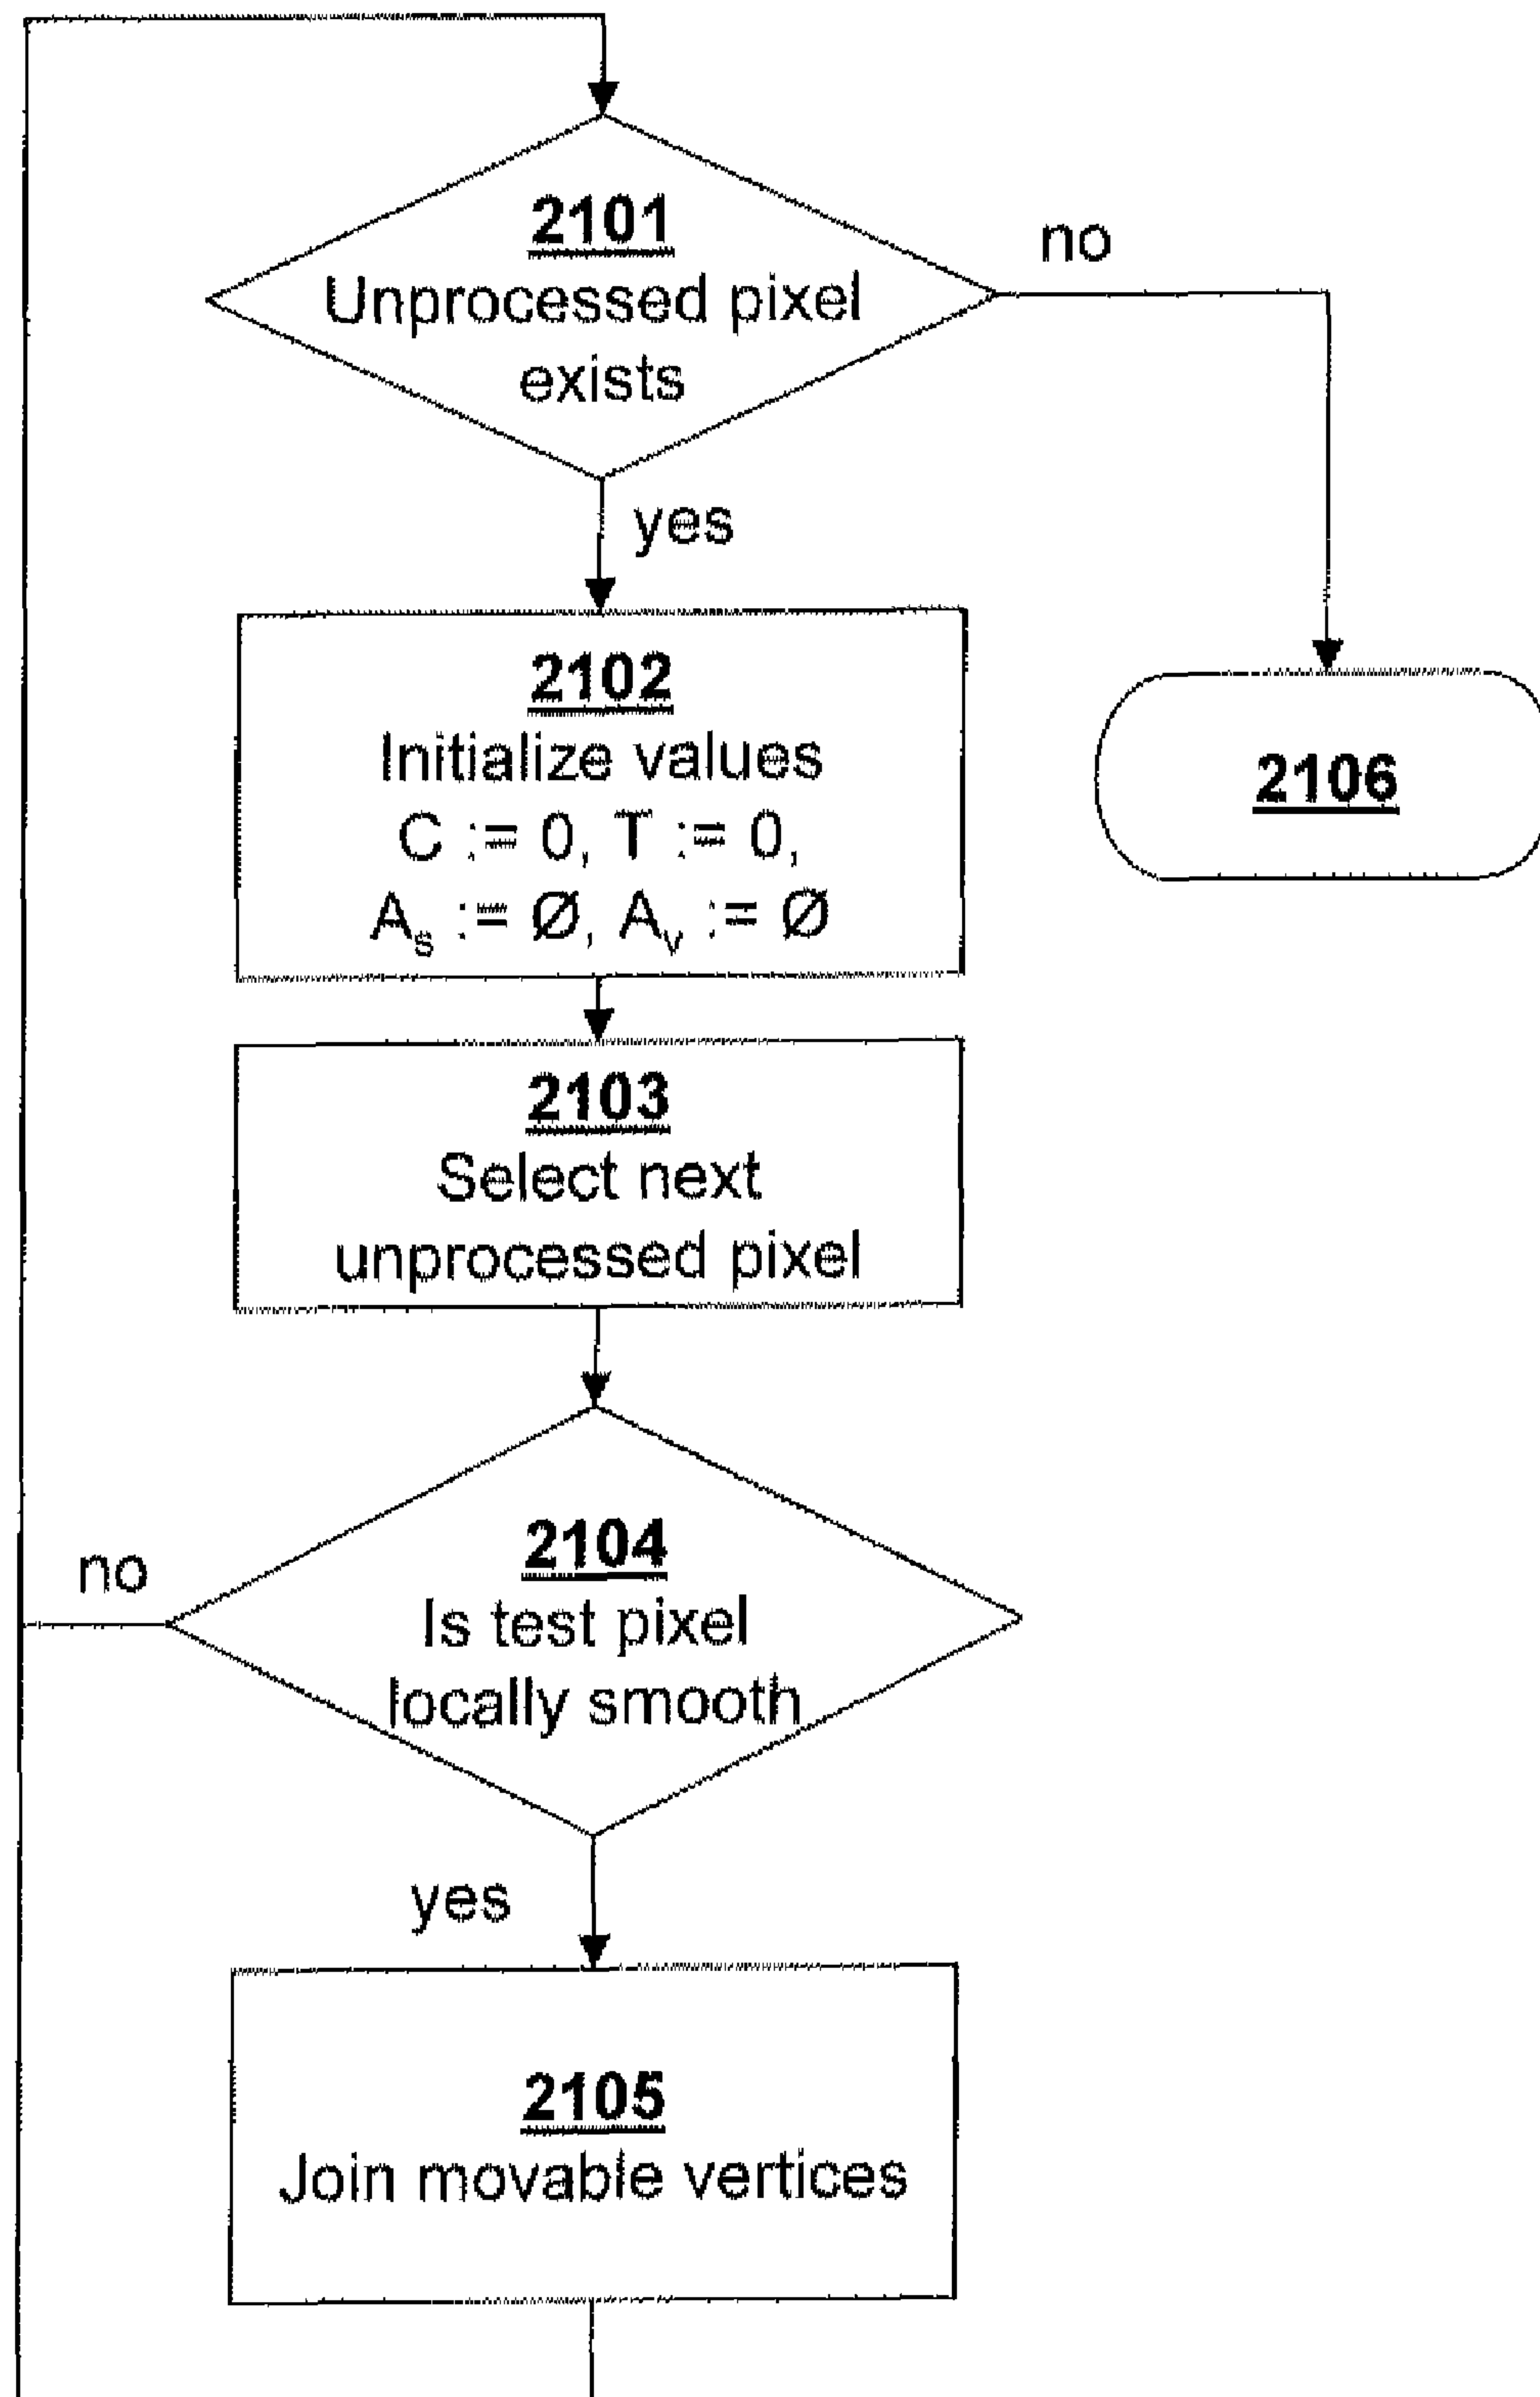 2101
Unprocessed pixel
exists
no
yes
2102
Initialize values
C := 0, T := 0,
Aₛ := Ø, Aᵥ := Ø
2106
2103
Select next
unprocessed pixel
2104
Is test pixel
locally smooth
no
yes
2105
Join movable vertices